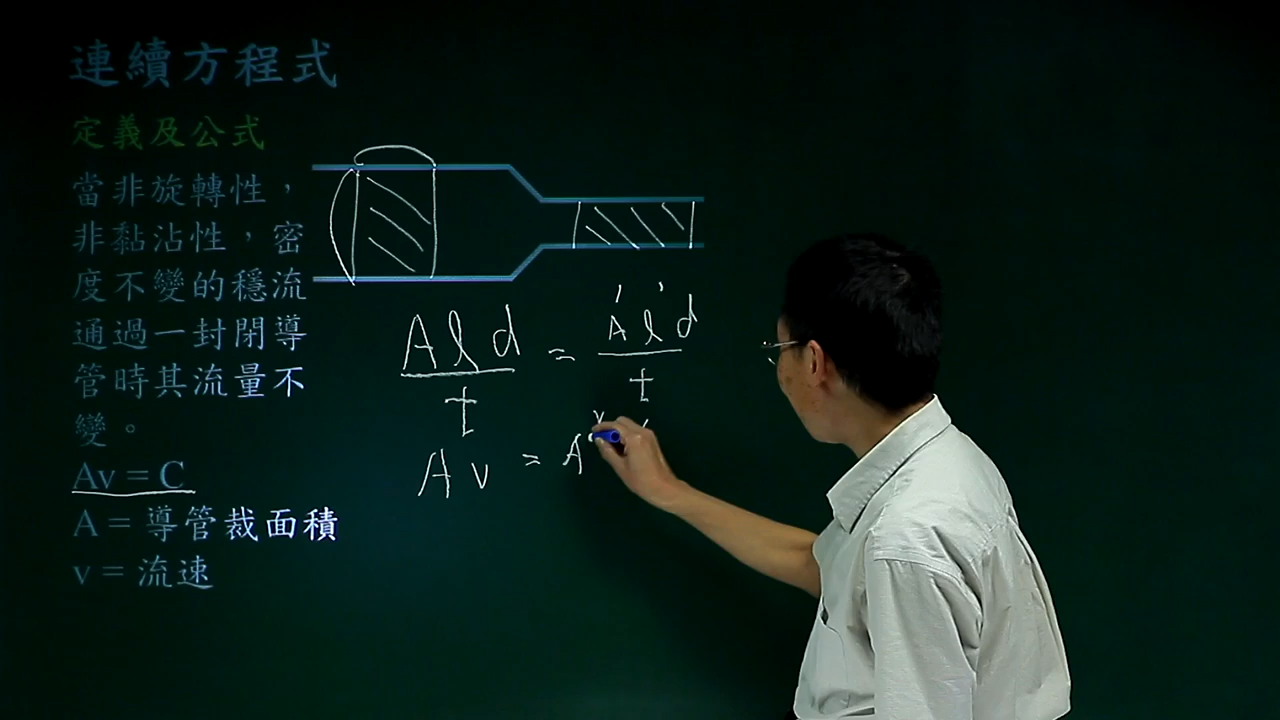 連續方程式
定義及公式
當非旋轉性，
非黏沾性，密
度不變的穩流
通過一封閉導
管時其流量不
變。
Av = C
A = 導管裁面積
v = 流速
A l d / t = A' l' d / t
A v = A'